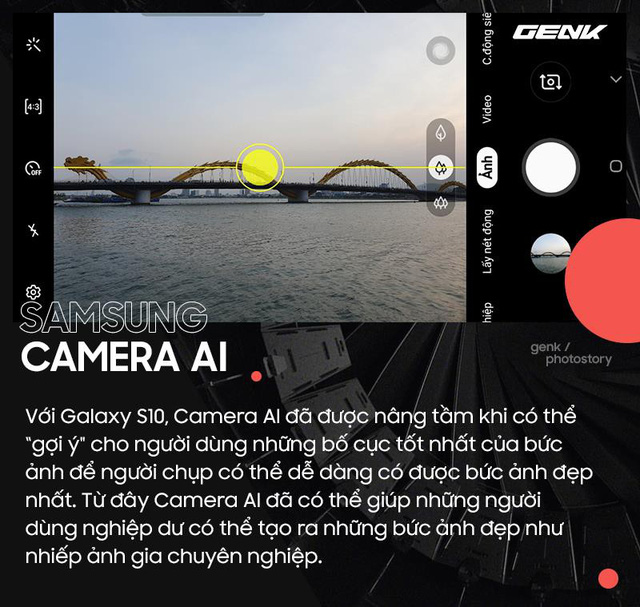 GENK
C.động siê
Video
Ảnh
Lấy nét động
hiệp
4:3
OFF
SAMSUNG
CAMERA AI
genk /
photostory
Với Galaxy S10, Camera AI đã được nâng tầm khi có thể
“gợi ý" cho người dùng những bố cục tốt nhất của bức
ảnh để người chụp có thể dễ dàng có được bức ảnh đẹp
nhất. Từ đây Camera AI đã có thể giúp những người
dùng nghiệp dư có thể tạo ra những bức ảnh đẹp như
nhiếp ảnh gia chuyên nghiệp.